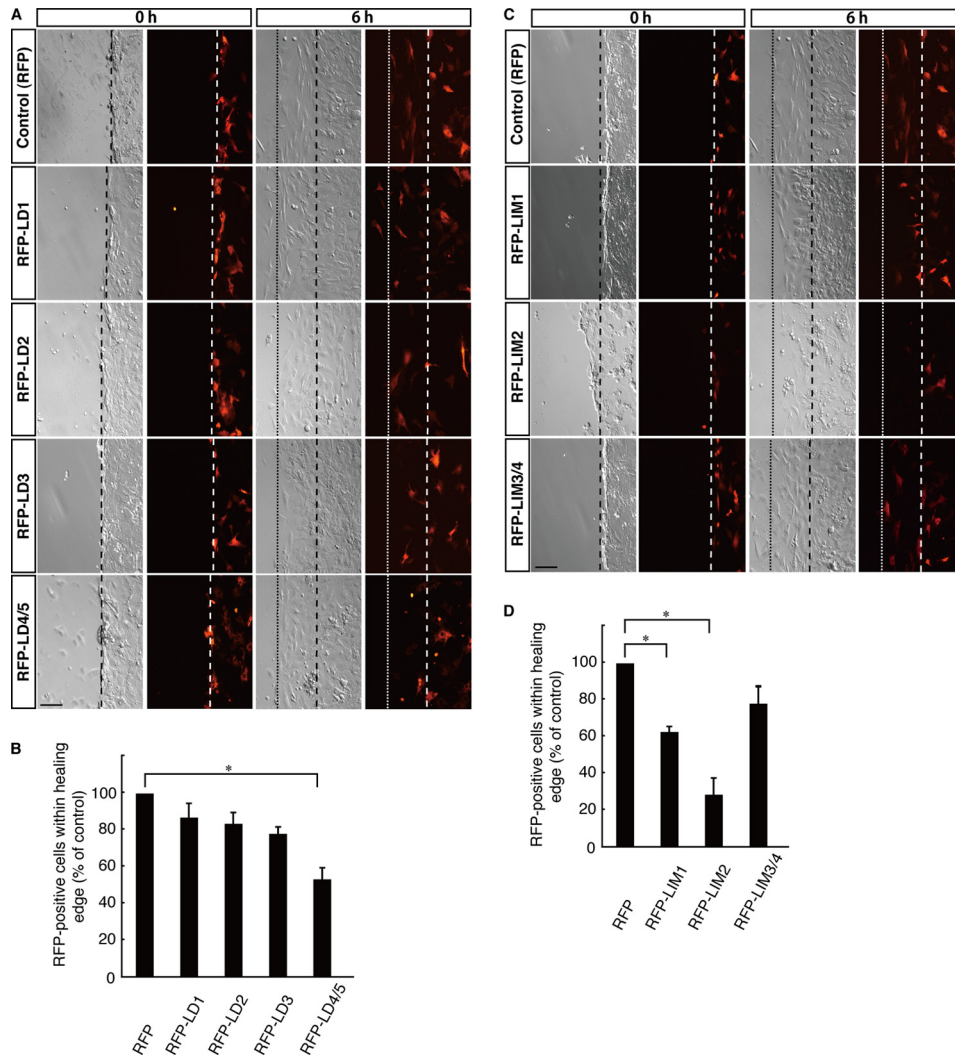 A
0 h
6 h
Control (RFP)
RFP-LD1
RFP-LD2
RFP-LD3
RFP-LD4/5
C
0 h
6 h
Control (RFP)
RFP-LIM1
RFP-LIM2
RFP-LIM3/4
B
RFP-positive cells within healing
edge (% of control)
100
80
60
40
20
0
*
RFP
RFP-LD1
RFP-LD2
RFP-LD3
RFP-LD4/5
D
RFP-positive cells within healing
edge (% of control)
100
80
60
40
20
0
*
*
RFP
RFP-LIM1
RFP-LIM2
RFP-LIM3/4